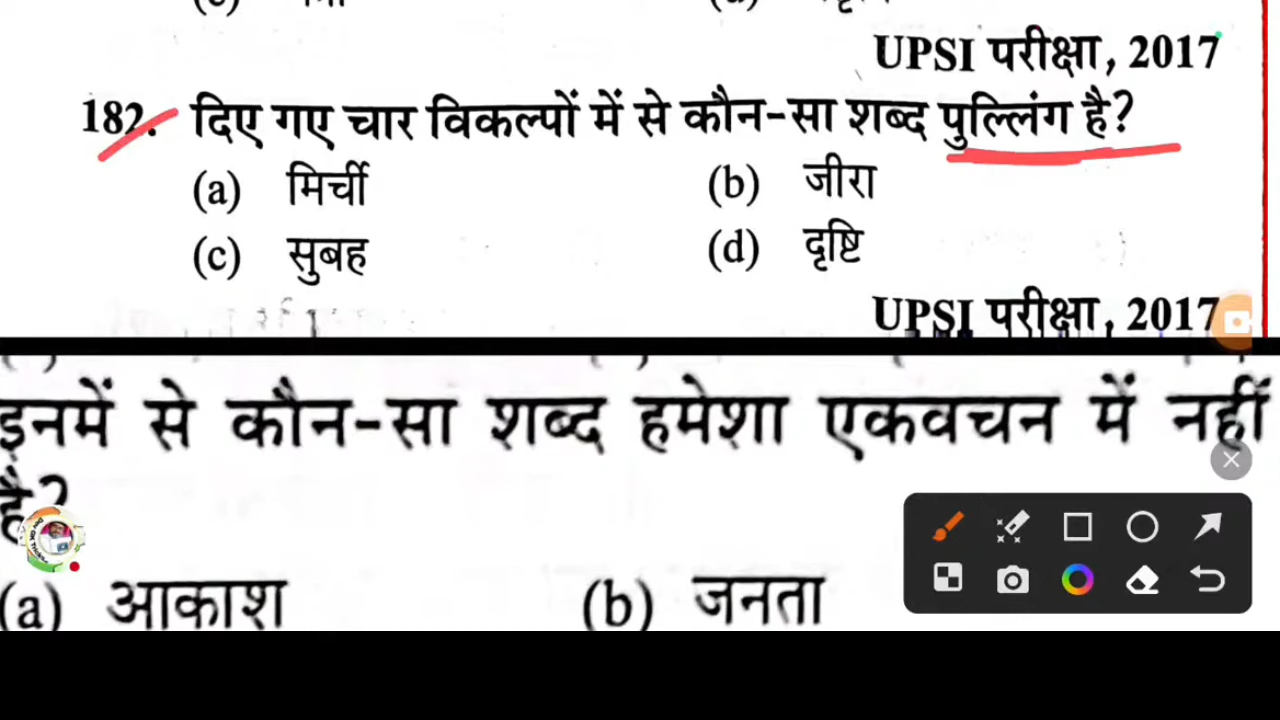 UPSI परीक्षा, 2017
182. दिए गए चार विकल्पों में से कौन-सा शब्द पुल्लिंग है?
(a) मिर्ची (b) जीरा
(c) सुबह (d) दृष्टि
UPSI परीक्षा, 2017
इनमें से कौन-सा शब्द हमेशा एकवचन में नहीं
है?
(a) आकाश (b) जनता